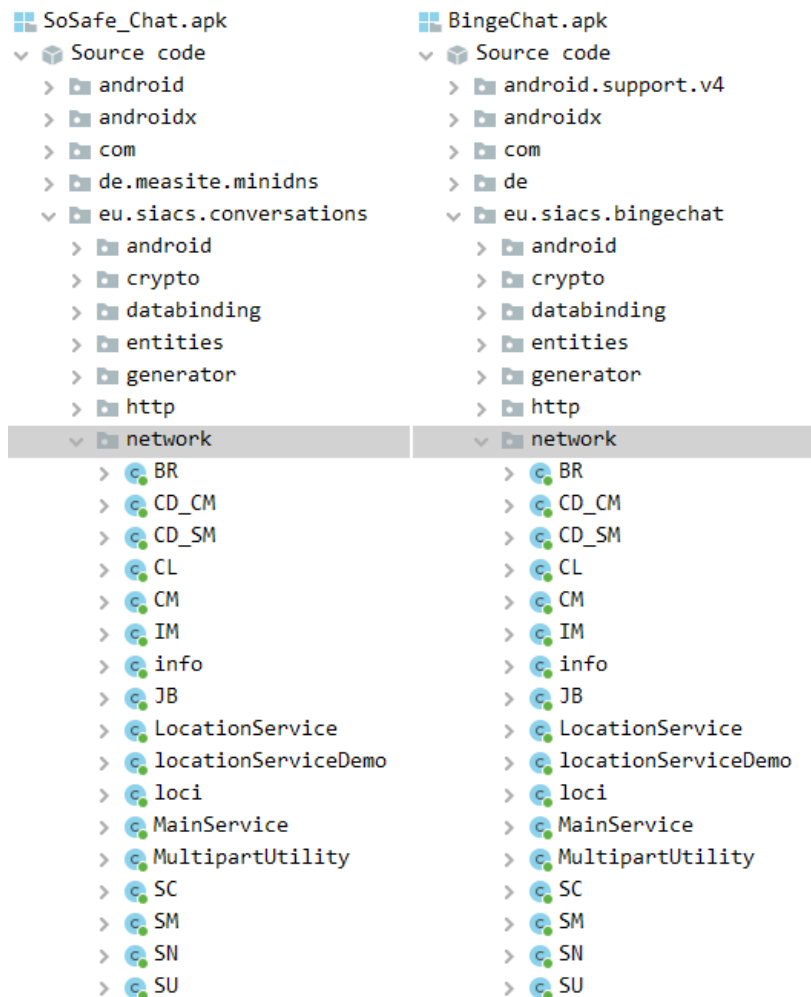 SoSafe_Chat.apk
Source code
android
androidx
com
de.measite.minidns
eu.siacs.conversations
android
crypto
databinding
entities
generator
http
network
BR
CD_CM
CD_SM
CL
CM
IM
info
JB
LocationService
locationServiceDemo
loci
MainService
MultipartUtility
SC
SM
SN
SU
BingeChat.apk
Source code
android.support.v4
androidx
com
de
eu.siacs.bingechat
android
crypto
databinding
entities
generator
http
network
BR
CD_CM
CD_SM
CL
CM
IM
info
JB
LocationService
locationServiceDemo
loci
MainService
MultipartUtility
SC
SM
SN
SU